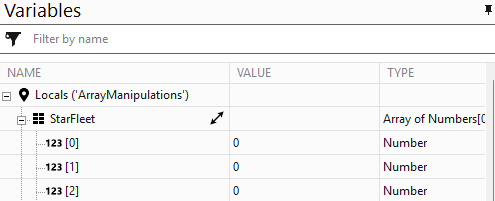 Variables
Filter by name
NAME VALUE TYPE
Locals ('ArrayManipulations')
StarFleet Array of Numbers[0
123 [0] 0 Number
123 [1] 0 Number
123 [2] 0 Number